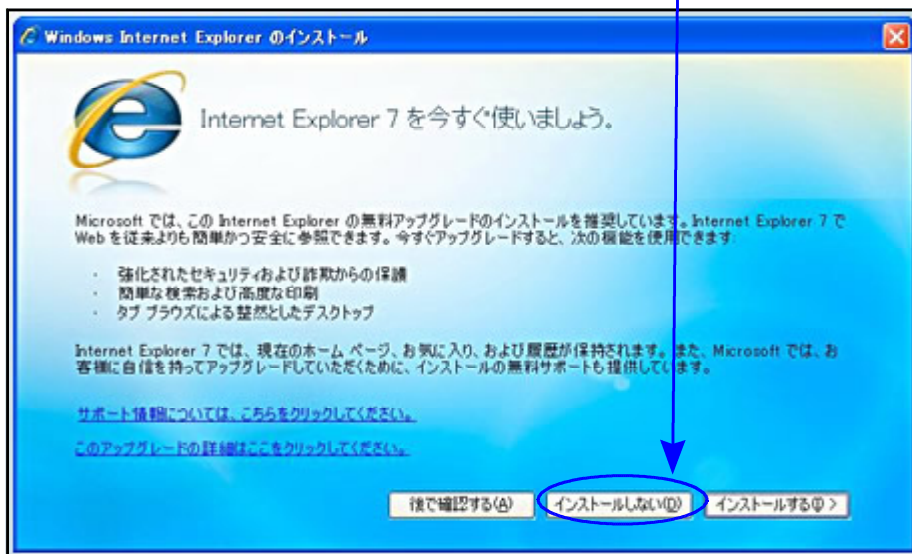 Windows Internet Explorer のインストール
Internet Explorer 7 を今すぐ使いましょう。
Microsoft では、この Internet Explorer の無料アップグレードのインストールを推奨しています。Internet Explorer 7 で
Web を従来よりも簡単かつ安全に参照できます。今すぐアップグレードすると、次の機能を使用できます:
・ 強化されたセキュリティおよび詐欺からの保護
・ 簡単な検索および高度な印刷
・ タブ ブラウズによる整然としたデスクトップ
Internet Explorer 7 では、現在のホーム ページ、お気に入り、および履歴が保持されます。また、Microsoft では、お
客様に自信を持ってアップグレードしていただくために、インストールの無料サポートも提供しています。
サポート情報については、こちらをクリックしてください。
このアップグレードの詳細はここをクリックしてください。
後で確認する(A) インストールしない(D) インストールする(I) >